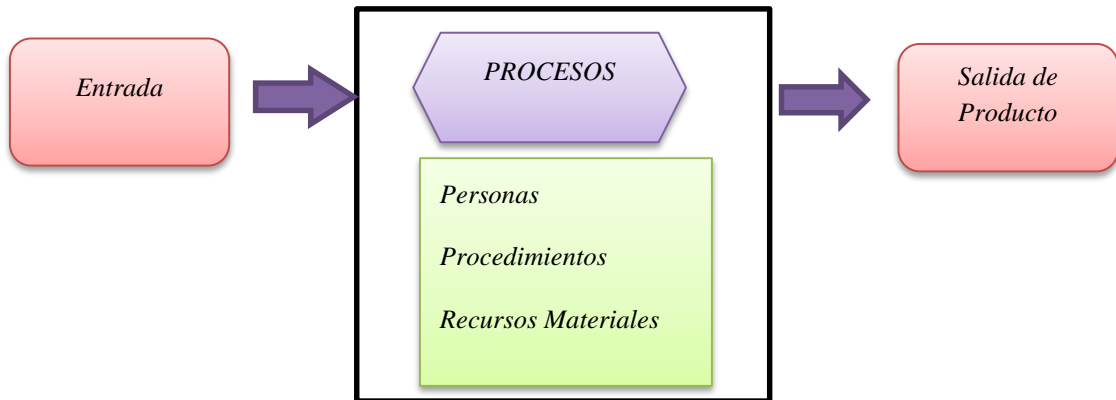 Entrada
PROCESOS
Personas
Procedimientos
Recursos Materiales
Salida de
Producto